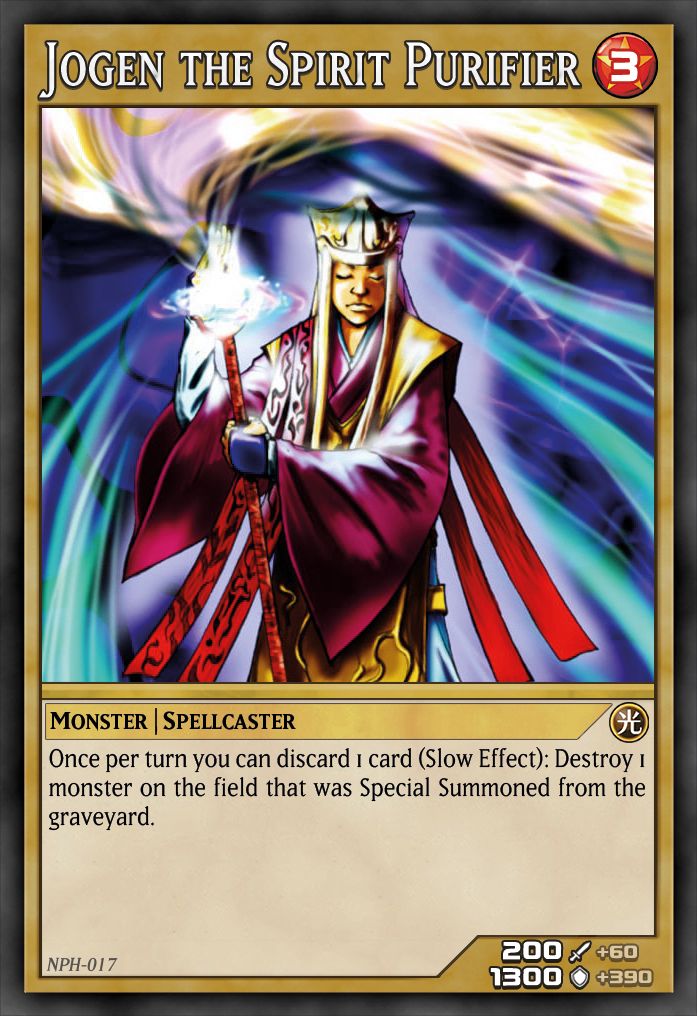 Jogen the Spirit Purifier
3
Monster | Spellcaster
光
Once per turn you can discard 1 card (Slow Effect): Destroy 1
monster on the field that was Special Summoned from the
graveyard.
NPH-017
200 +60
1300 +390